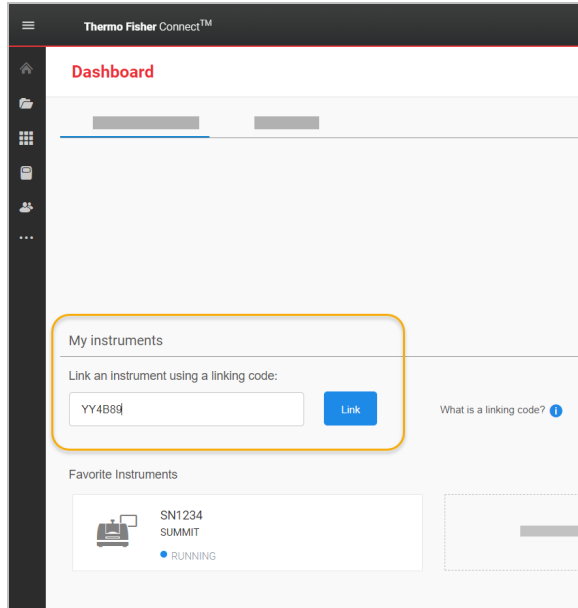 Thermo Fisher Connect™
Dashboard
My instruments
Link an instrument using a linking code:
YY4B89
Link
What is a linking code?
Favorite Instruments
SN1234
SUMMIT
RUNNING